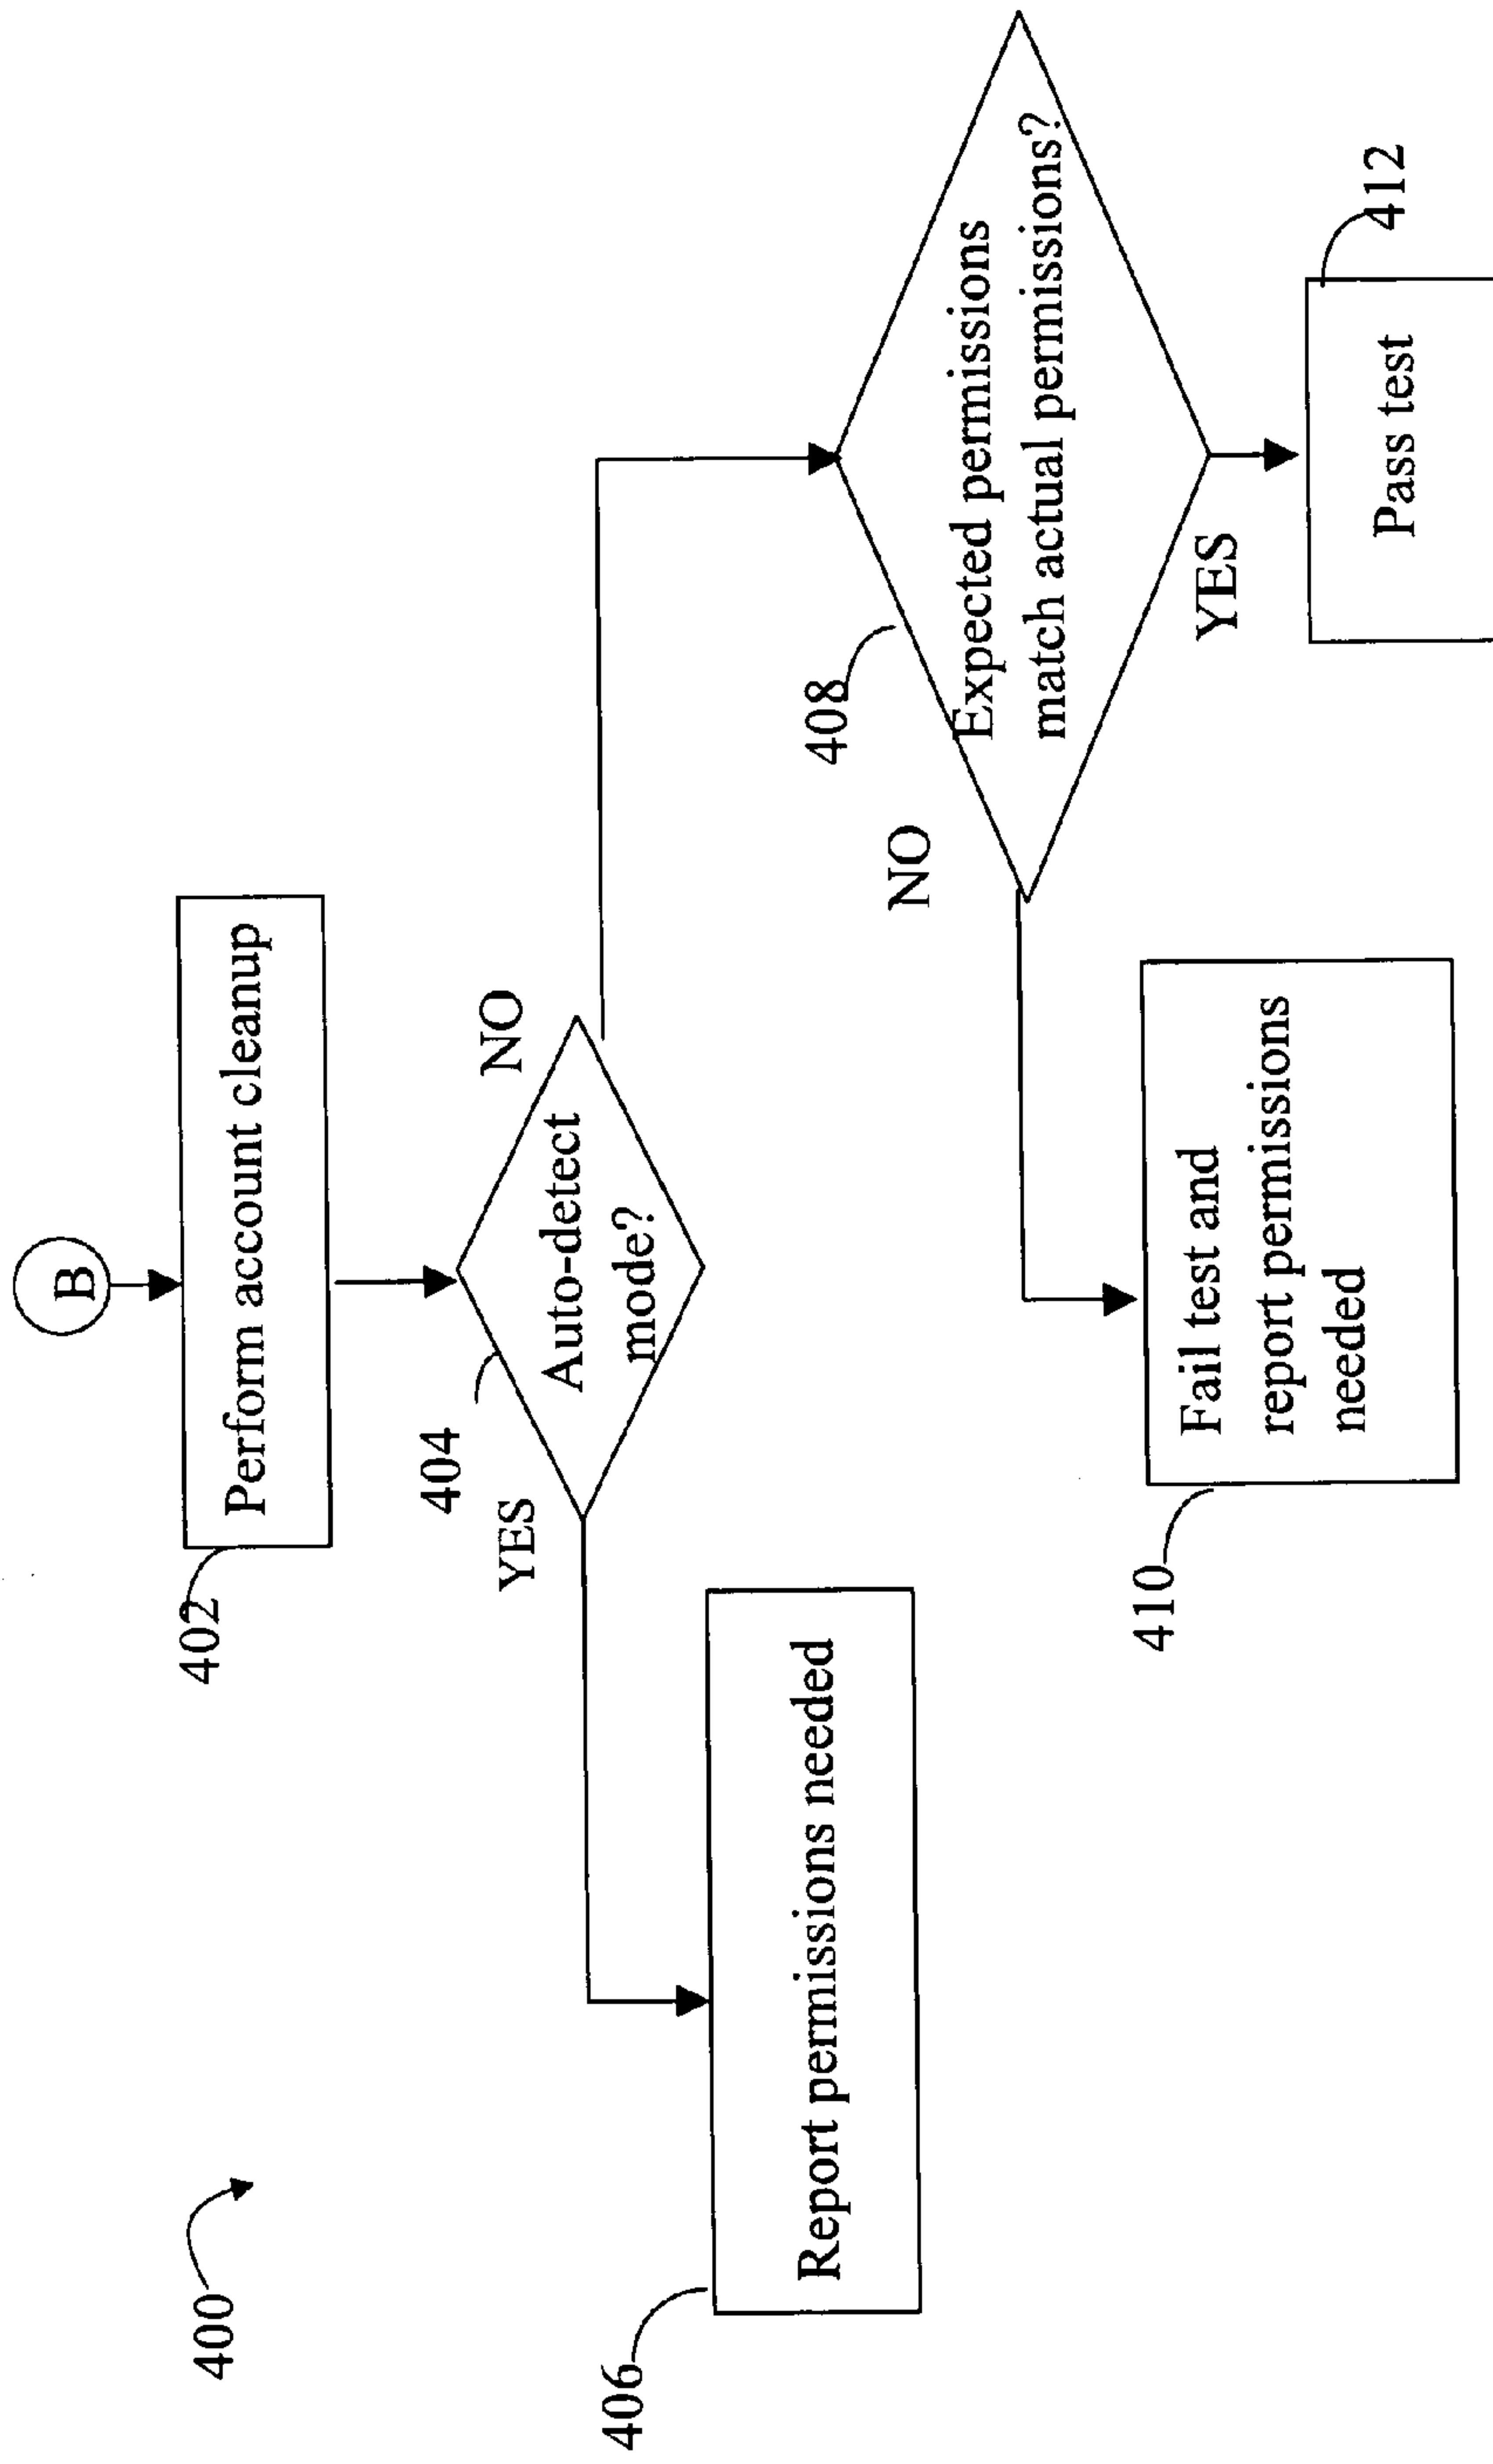 400
B
402
Perform account cleanup
404
YES
NO
Auto-detect
mode?
406
Report permissions needed
408
NO
Expected permissions
match actual permissions?
YES
410
Fail test and
report permissions
needed
412
Pass test